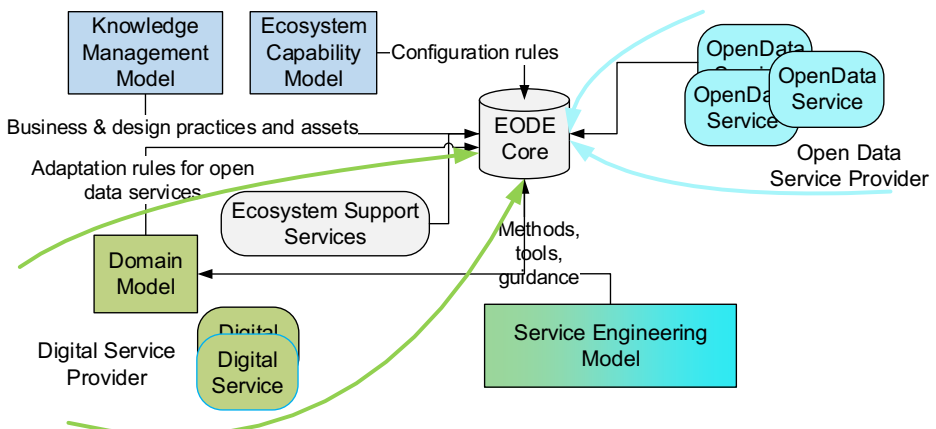 Knowledge
Management
Model
Ecosystem
Capability
Model
Configuration rules
OpenData
OpenData
Service
OpenData
Service
EODE
Core
Business & design practices and assets
Adaptation rules for open
data services
Open Data
Service Provider
Ecosystem Support
Services
Methods,
tools,
guidance
Domain
Model
Digital Service
Provider
Digital
Digital
Service
Service Engineering
Model